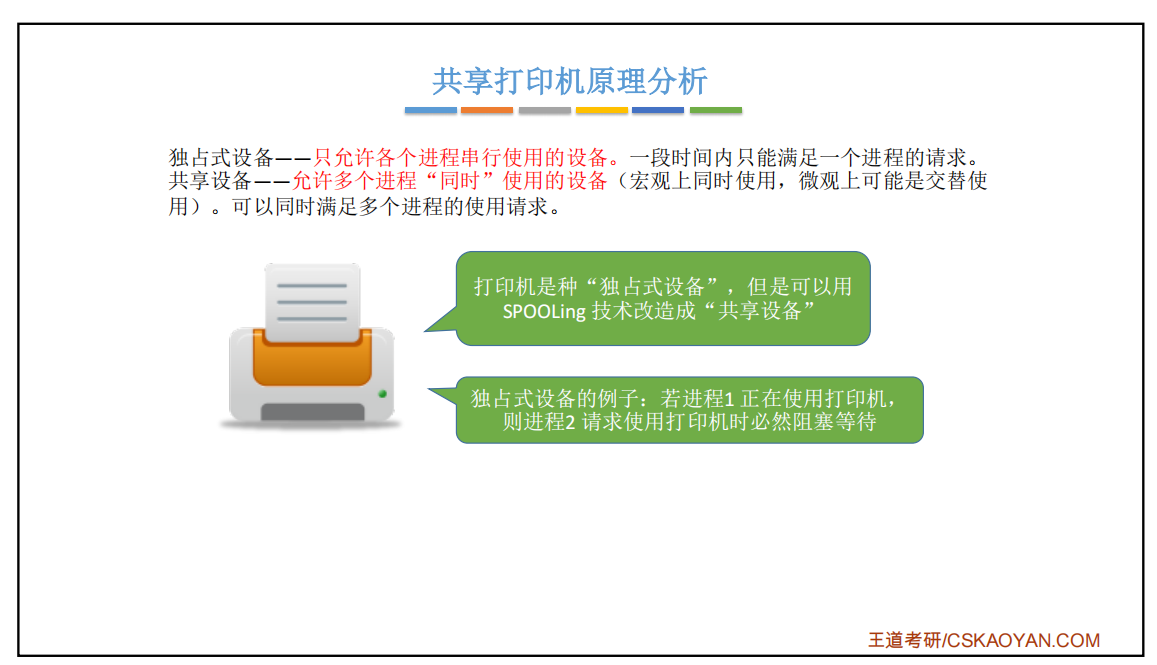 共享打印机原理分析
独占式设备——只允许各个进程串行使用的设备。一段时间内只能满足一个进程的请求。
共享设备——允许多个进程“同时”使用的设备（宏观上同时使用，微观上可能是交替使
用）。可以同时满足多个进程的使用请求。
打印机是种“独占式设备”，但是可以用
SPOOLing 技术改造成“共享设备”
独占式设备的例子：若进程1 正在使用打印机，
则进程2 请求使用打印机时必然阻塞等待
王道考研/CSKAOYAN.COM